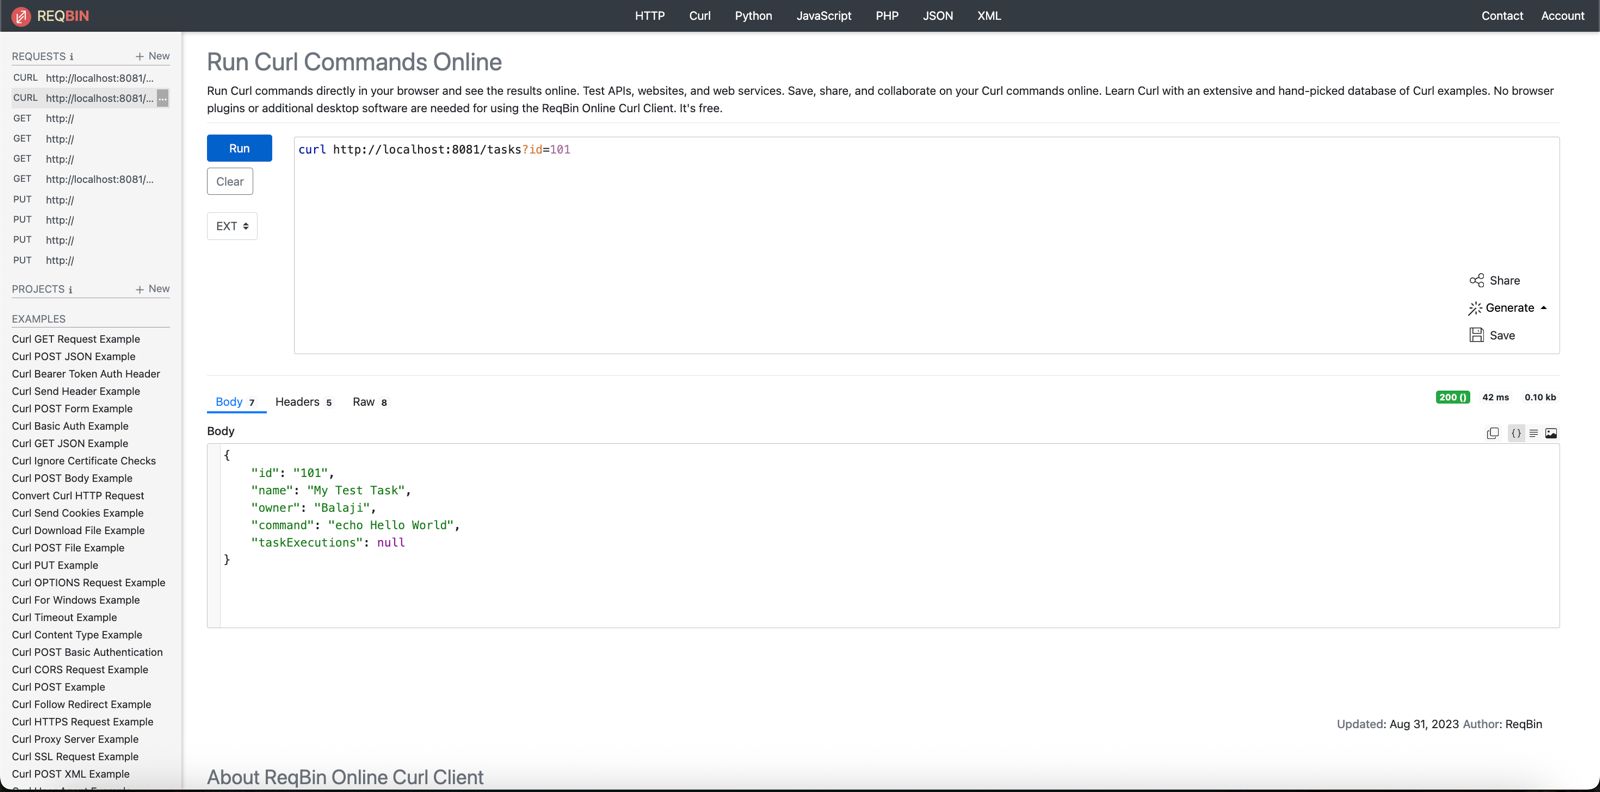 REQBIN
HTTP Curl Python JavaScript PHP JSON XML
Contact Account
REQUESTS i + New
CURL http://localhost:8081/...
CURL http://localhost:8081/... ...
GET http://
GET http://
GET http://
GET http://localhost:8081/...
PUT http://
PUT http://
PUT http://
PUT http://
PROJECTS i + New
EXAMPLES
Curl GET Request Example
Curl POST JSON Example
Curl Bearer Token Auth Header
Curl Send Header Example
Curl POST Form Example
Curl Basic Auth Example
Curl GET JSON Example
Curl Ignore Certificate Checks
Curl POST Body Example
Convert Curl HTTP Request
Curl Send Cookies Example
Curl Download File Example
Curl POST File Example
Curl PUT Example
Curl OPTIONS Request Example
Curl For Windows Example
Curl Timeout Example
Curl Content Type Example
Curl POST Basic Authentication
Curl CORS Request Example
Curl POST Example
Curl Follow Redirect Example
Curl HTTPS Request Example
Curl Proxy Server Example
Curl SSL Request Example
Curl POST XML Example
Run Curl Commands Online
Run Curl commands directly in your browser and see the results online. Test APIs, websites, and web services. Save, share, and collaborate on your Curl commands online. Learn Curl with an extensive and hand-picked database of Curl examples. No browser
plugins or additional desktop software are needed for using the ReqBin Online Curl Client. It's free.
Run
Clear
EXT
curl http://localhost:8081/tasks?id=101
Share
Generate
Save
Body 7 Headers 5 Raw 8
200 () 42 ms 0.10 kb
Body
{}
{
"id": "101",
"name": "My Test Task",
"owner": "Balaji",
"command": "echo Hello World",
"taskExecutions": null
}
Updated: Aug 31, 2023 Author: ReqBin
About ReqBin Online Curl Client